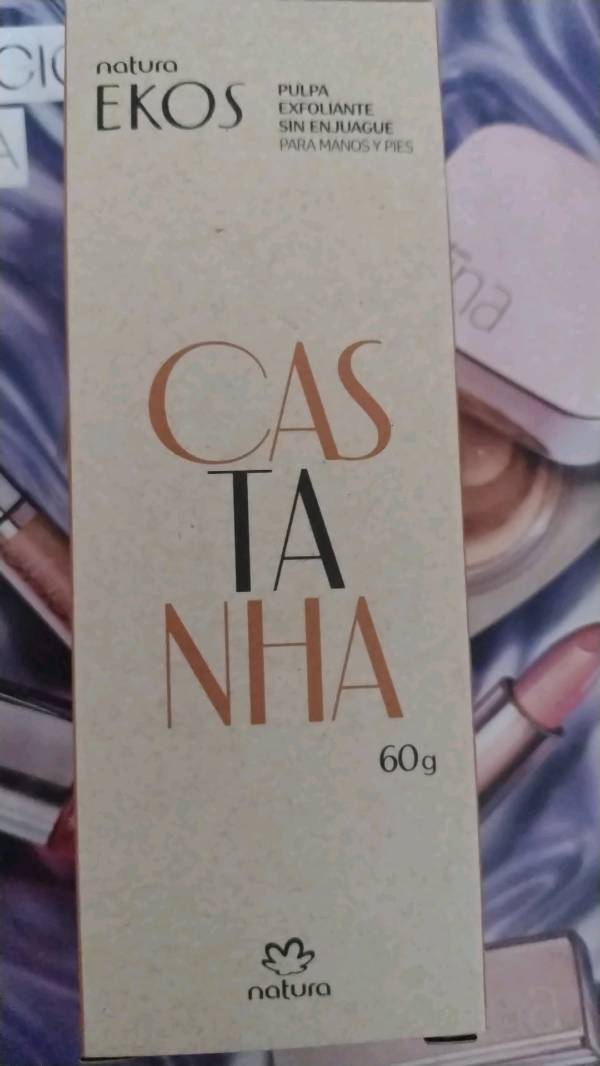 natura
EKOS
PULPA
EXFOLIANTE
SIN ENJUAGUE
PARA MANOS Y PIES
CAS
TA
NHA
60g
natura